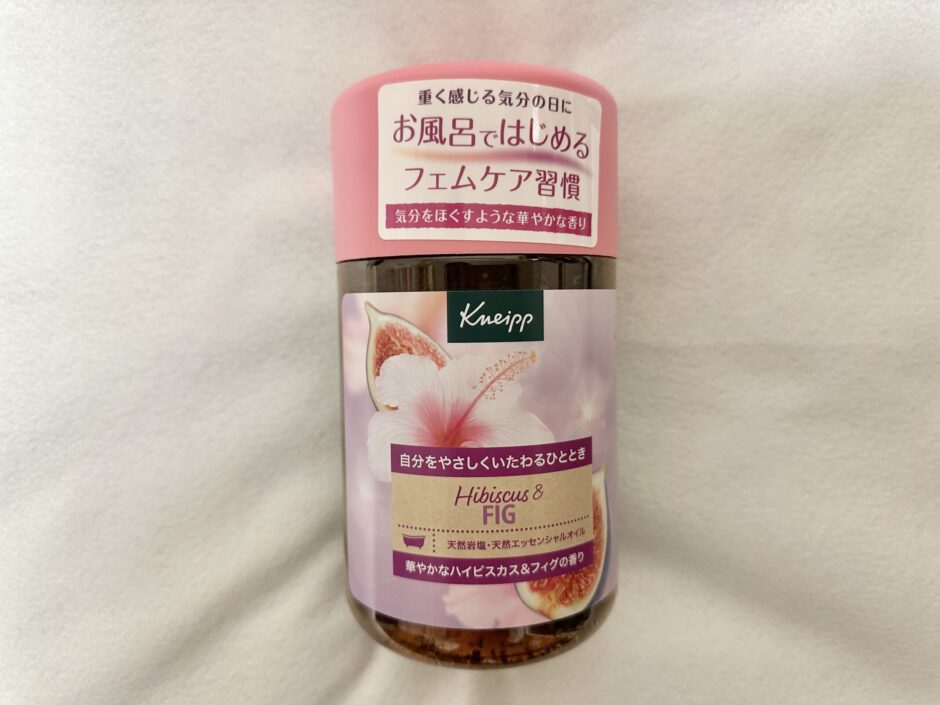 重く感じる気分の日に
お風呂ではじめる
フェムケア習慣
気分をほぐすような華やかな香り
Kneipp
自分をやさしくいたわるひととき
Hibiscus &
FIG
天然岩塩・天然エッセンシャルオイル
華やかなハイビスカス&フィグの香り